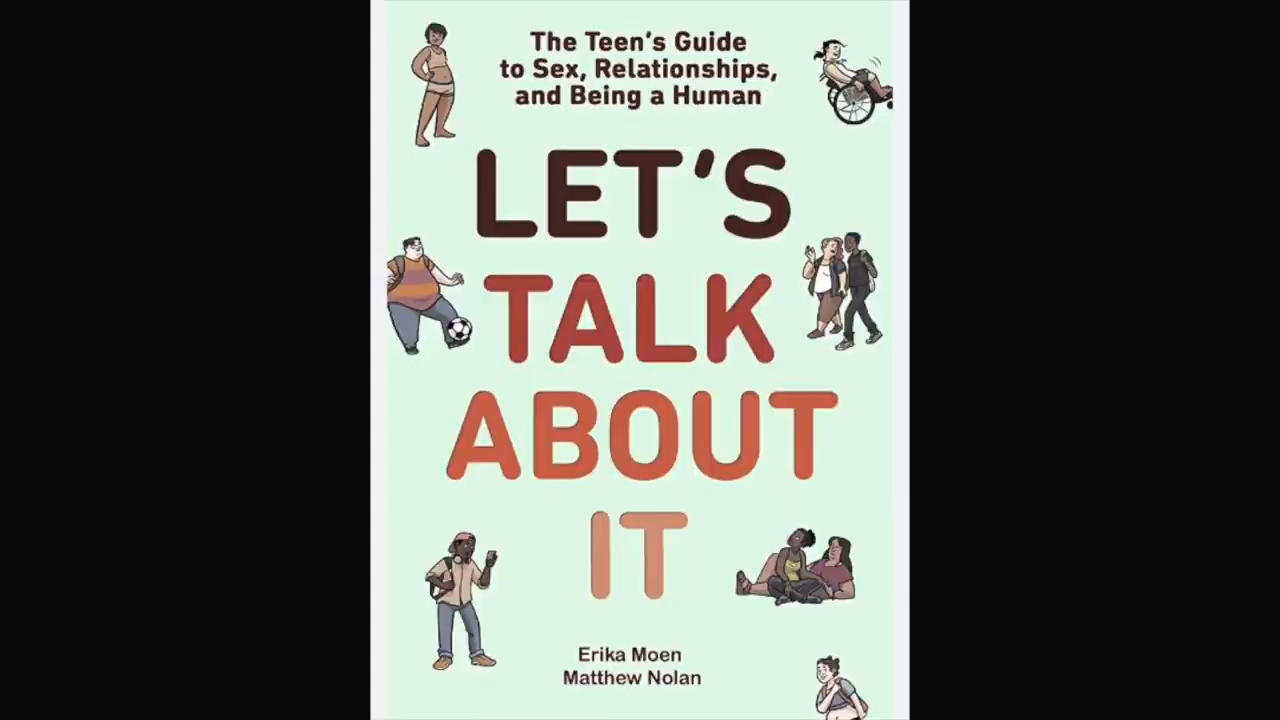 The Teen's Guide
to Sex, Relationships,
and Being a Human
LET'S
TALK
ABOUT
IT
Erika Moen
Matthew Nolan